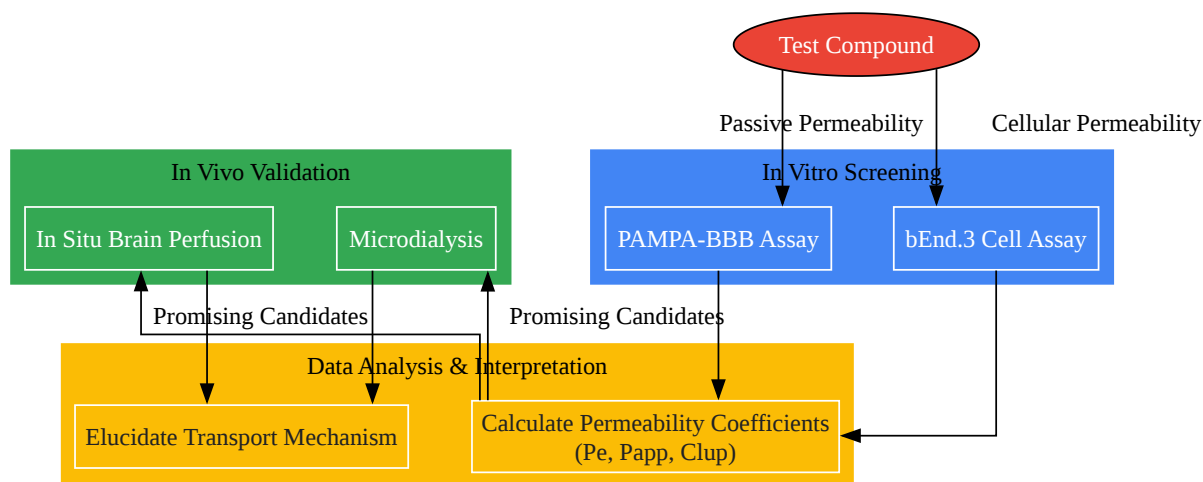 Test Compound
Passive Permeability
Cellular Permeability
In Vivo Validation
In Vitro Screening
In Situ Brain Perfusion
Microdialysis
PAMPA-BBB Assay
bEnd.3 Cell Assay
Promising Candidates
Promising Candidates
Data Analysis & Interpretation
Elucidate Transport Mechanism
Calculate Permeability Coefficients
(Pe, Papp, Clup)